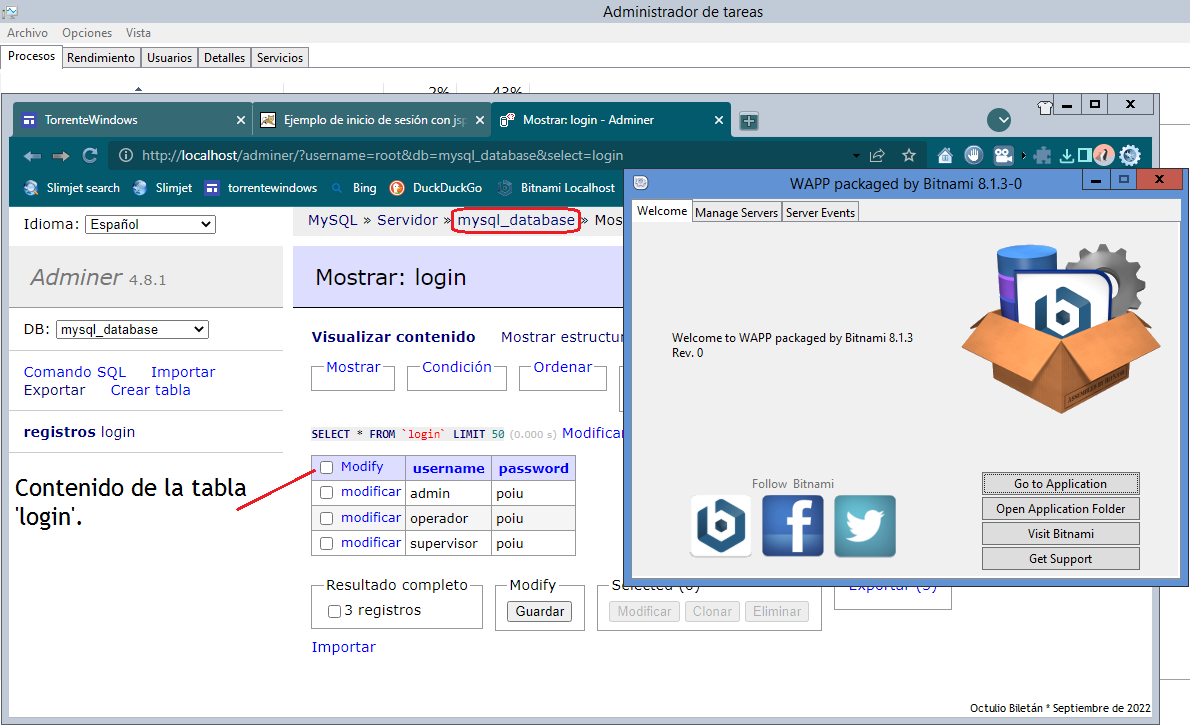 Administrador de tareas
Archivo Opciones Vista
Procesos Rendimiento Usuarios Detalles Servicios
2% 43%
TorrenteWindows Ejemplo de inicio de sesión con jsp Mostrar: login - Adminer
http://localhost/adminer/?username=root&db=mysql_database&select=login
Slimjet search Slimjet torrentewindows Bing DuckDuckGo Bitnami Localhost
Idioma: Español
MySQL » Servidor » mysql_database » Mos
Adminer 4.8.1
Mostrar: login
DB: mysql_database
Visualizar contenido Mostrar estructur
Comando SQL Importar
Exportar Crear tabla
Mostrar Condición Ordenar
registros login
SELECT * FROM `login` LIMIT 50 (0.000 s) Modificar
Contenido de la tabla
'login'.
Modify username password
modificar admin poiu
modificar operador poiu
modificar supervisor poiu
Resultado completo Modify Selected (0) Exportar (3)
3 registros Guardar Modificar Clonar Eliminar
Importar
WAPP packaged by Bitnami 8.1.3-0
Welcome Manage Servers Server Events
Welcome to WAPP packaged by Bitnami 8.1.3
Rev. 0
ASSEMBLED BY BITNAMI
Follow Bitnami
Go to Application
Open Application Folder
Visit Bitnami
Get Support
Octulio Biletán * Septiembre de 2022